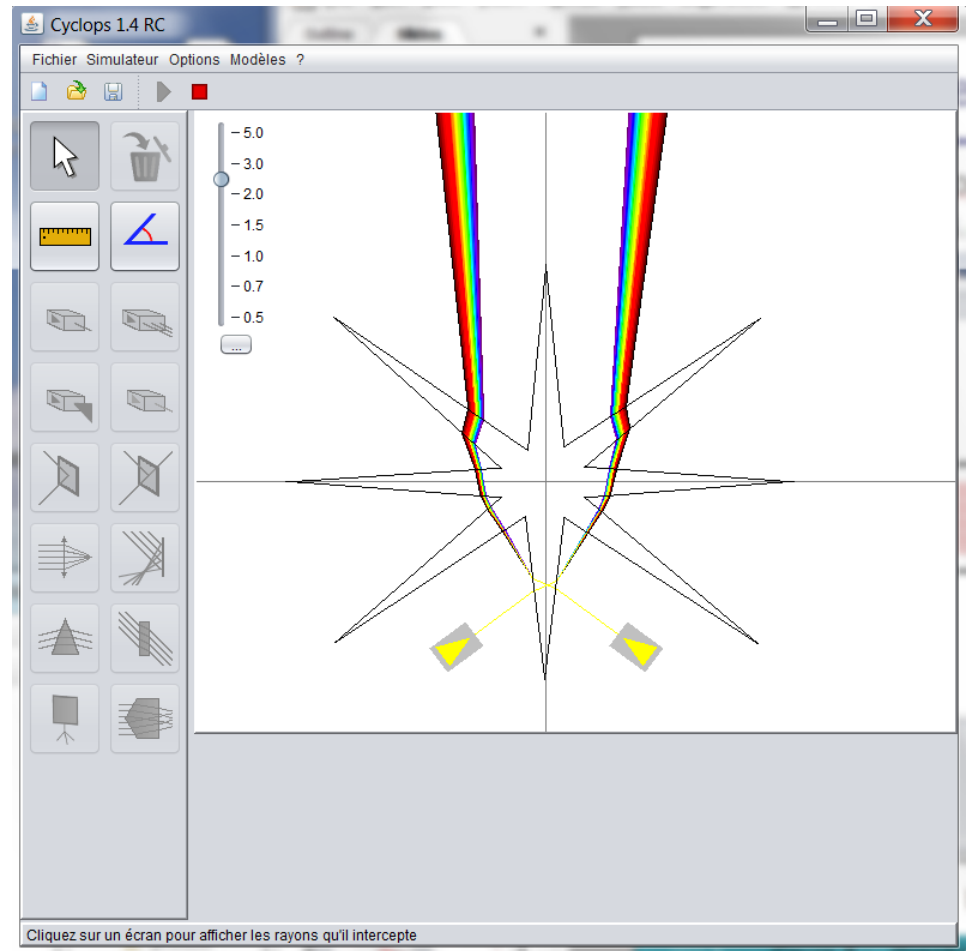 Cyclops 1.4 RC
Fichier Simulateur Options Modèles ?
5.0
3.0
2.0
1.5
1.0
0.7
0.5
...
Cliquez sur un écran pour afficher les rayons qu'il intercepte